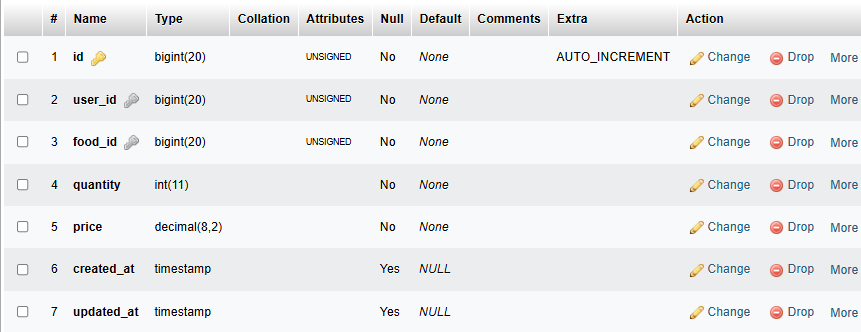 # Name Type Collation Attributes Null Default Comments Extra Action
1 id bigint(20) UNSIGNED No None AUTO_INCREMENT Change Drop More
2 user_id bigint(20) UNSIGNED No None Change Drop More
3 food_id bigint(20) UNSIGNED No None Change Drop More
4 quantity int(11) No None Change Drop More
5 price decimal(8,2) No None Change Drop More
6 created_at timestamp Yes NULL Change Drop More
7 updated_at timestamp Yes NULL Change Drop More